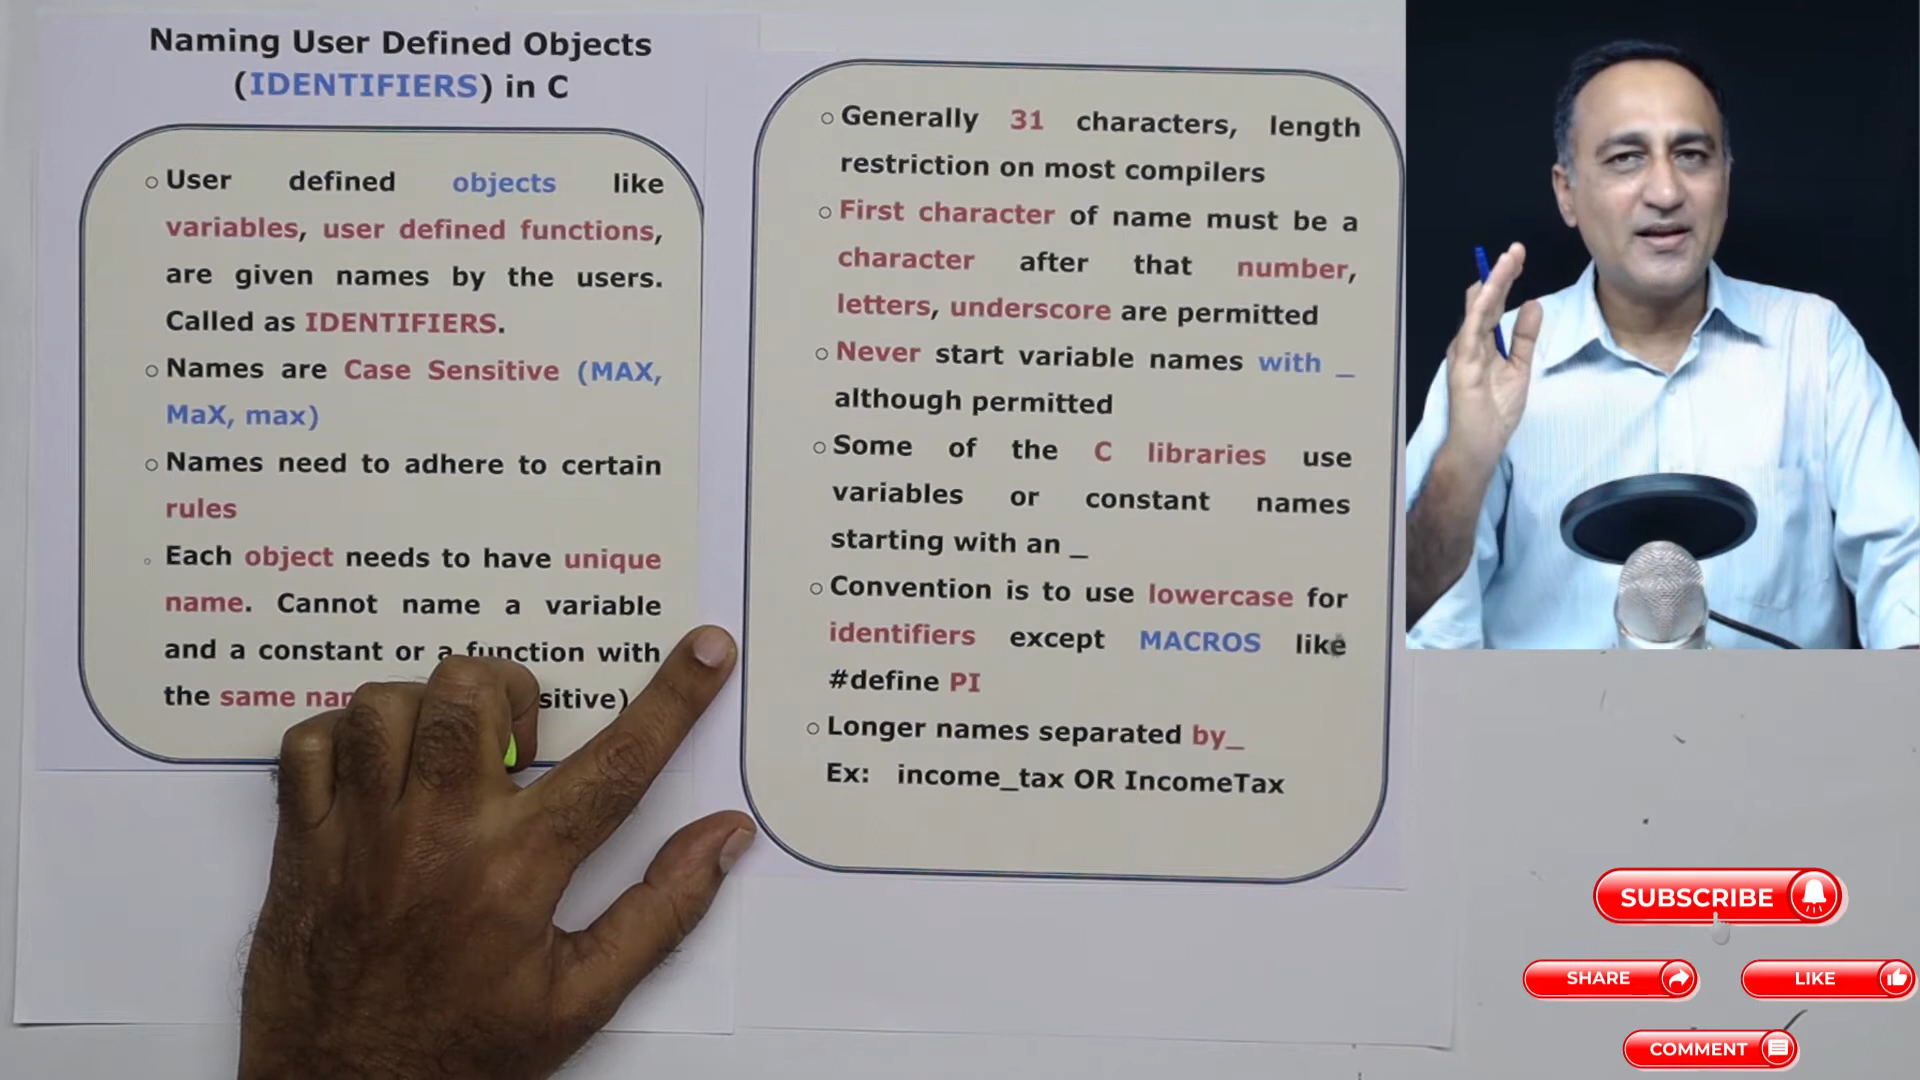 Naming User Defined Objects
(IDENTIFIERS) in C
User defined objects like
variables, user defined functions,
are given names by the users.
Called as IDENTIFIERS.
Names are Case Sensitive (MAX,
MaX, max)
Names need to adhere to certain
rules
Each object needs to have unique
name. Cannot name a variable
and a constant or a function with
the same
Generally 31 characters, length
restriction on most compilers
First character of name must be a
character after that number,
letters, underscore are permitted
Never start variable names with _
although permitted
Some of the C libraries use
variables or constant names
starting with an _
Convention is to use lowercase for
identifiers except MACROS like
#define PI
Longer names separated by_
Ex: income_tax OR IncomeTax
SUBSCRIBE
SHARE
LIKE
COMMENT